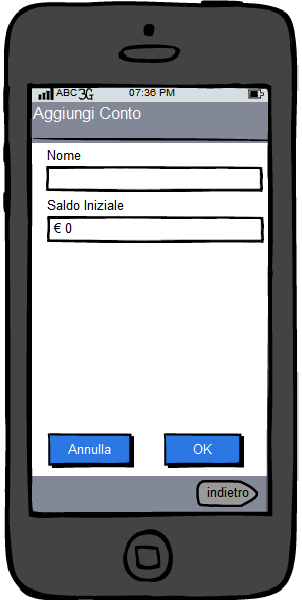 ABC 3G 07:36 PM
Aggiungi Conto
Nome
Saldo Iniziale
€ 0
Annulla OK
indietro